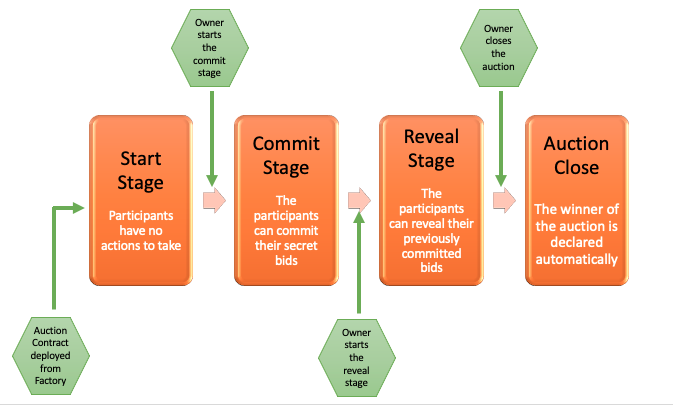 Owner
starts
the
commit
stage
Owner
closes
the
auction
Start
Stage
Participants
have no
actions to take
Commit
Stage
The
participants
can commit
their secret
bids
Reveal
Stage
The
participants
can reveal their
previously
committed
bids
Auction
Close
The winner of
the auction is
declared
automatically
Auction
Contract
deployed
from
Factory
Owner
starts
the
reveal
stage